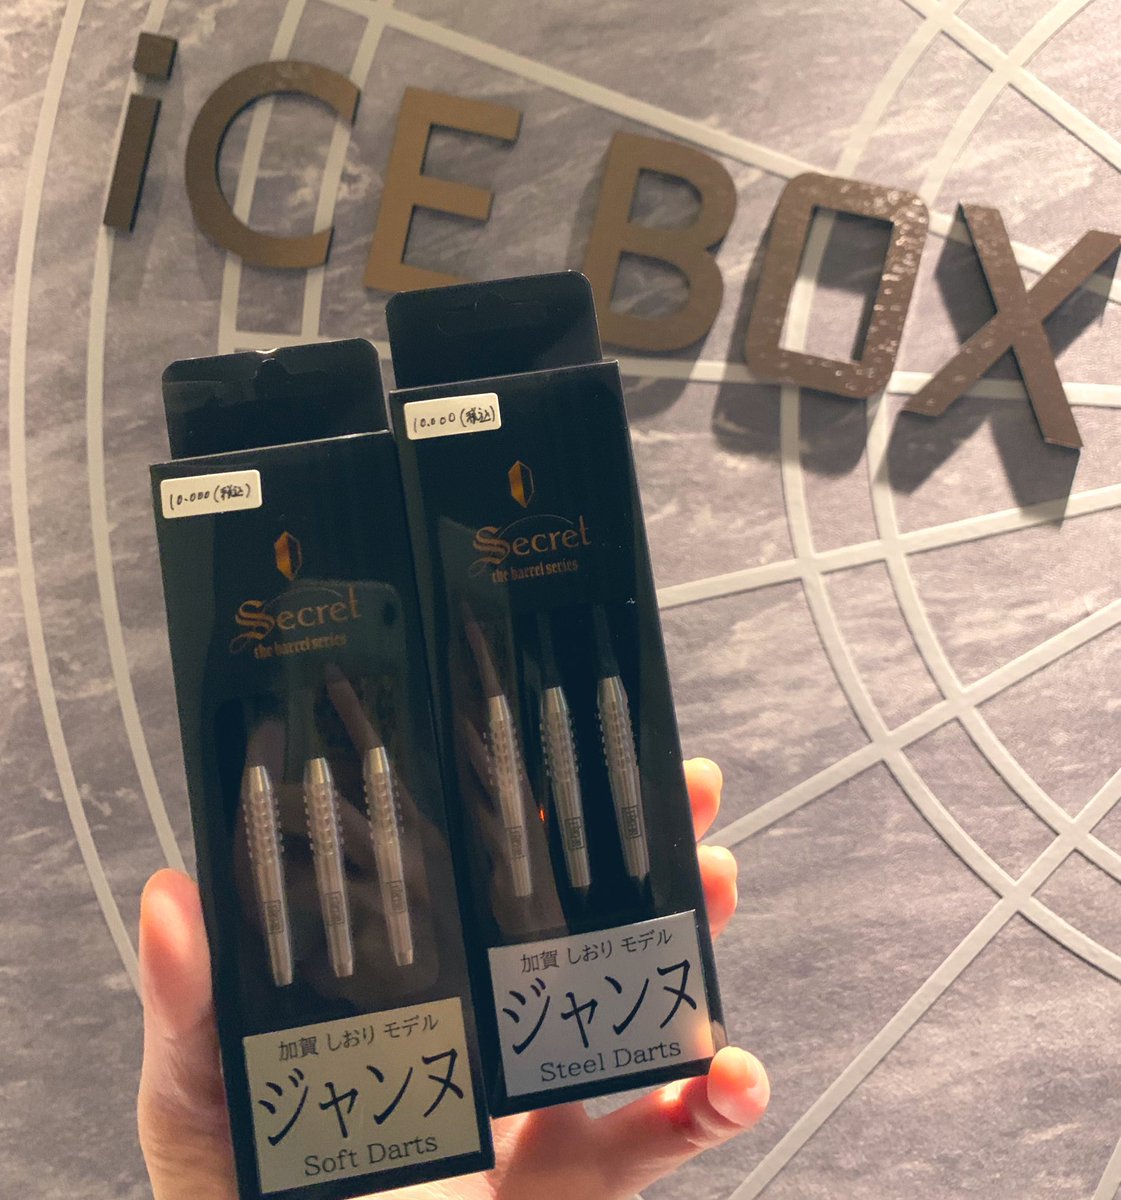 iCE BOX
10.000(税込)
Secret
the barrel series
加賀 しおり モデル
ジャンヌ
Soft Darts
10.000(税込)
Secret
the barrel series
加賀 しおり モデル
ジャンヌ
Steel Darts